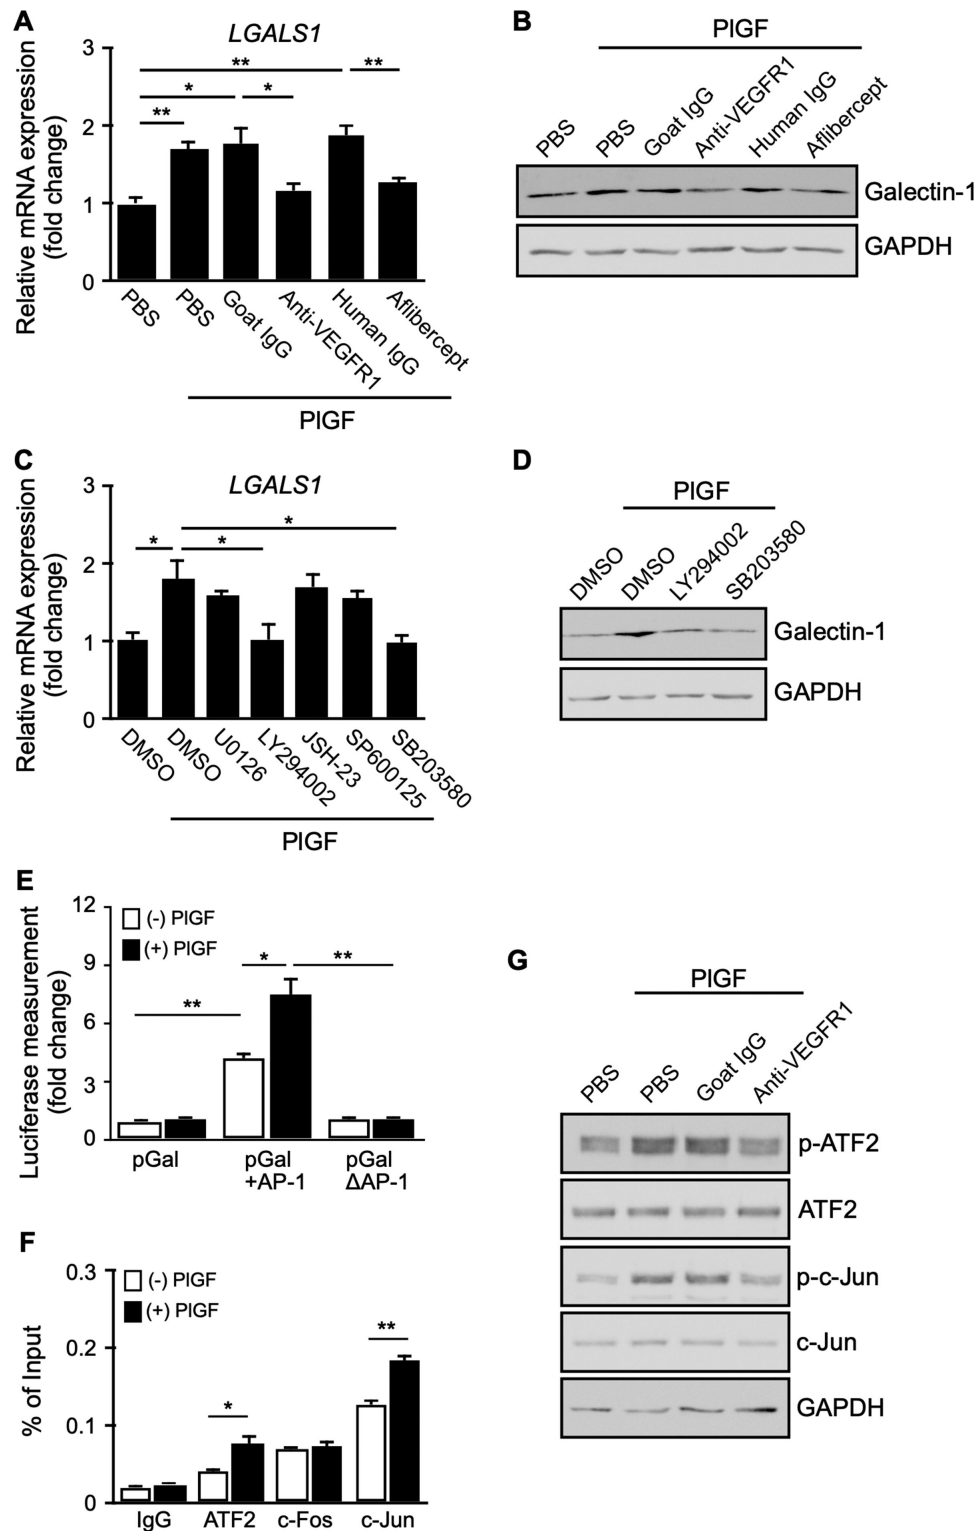 A
LGALS1
Relative mRNA expression
(fold change)
3
2
1
0
**
**
*
*
**
PBS
PBS
Goat IgG
Anti-VEGFR1
Human IgG
Aflibercept
PlGF
B
PlGF
PBS
PBS
Goat IgG
Anti-VEGFR1
Human IgG
Aflibercept
Galectin-1
GAPDH
C
LGALS1
Relative mRNA expression
(fold change)
3
2
1
0
*
*
*
DMSO
DMSO
U0126
LY294002
JSH-23
SP600125
SB203580
PlGF
D
PlGF
DMSO
DMSO
LY294002
SB203580
Galectin-1
GAPDH
E
Luciferase measurement
(fold change)
12
9
6
3
0
(-) PlGF
(+) PlGF
**
*
**
pGal
pGal
+AP-1
pGal
ΔAP-1
F
% of Input
0.3
0.2
0.1
0
(-) PlGF
(+) PlGF
*
**
IgG
ATF2
c-Fos
c-Jun
G
PlGF
PBS
PBS
Goat IgG
Anti-VEGFR1
p-ATF2
ATF2
p-c-Jun
c-Jun
GAPDH